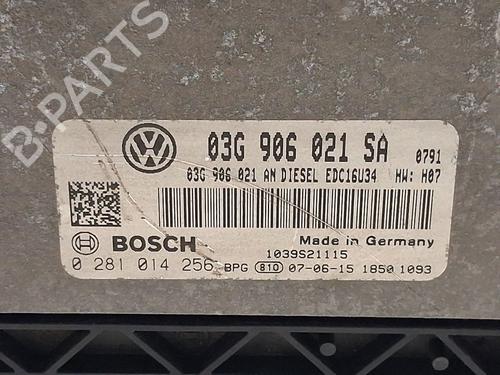 B-PARTS
03G 906 021 SA 0791
03G 906 021 AN DIESEL EDC16U34 HW: H07
BOSCH
Made in Germany
1039S21115
0 281 014 256 BPG 810 07-06-15 1850 1093